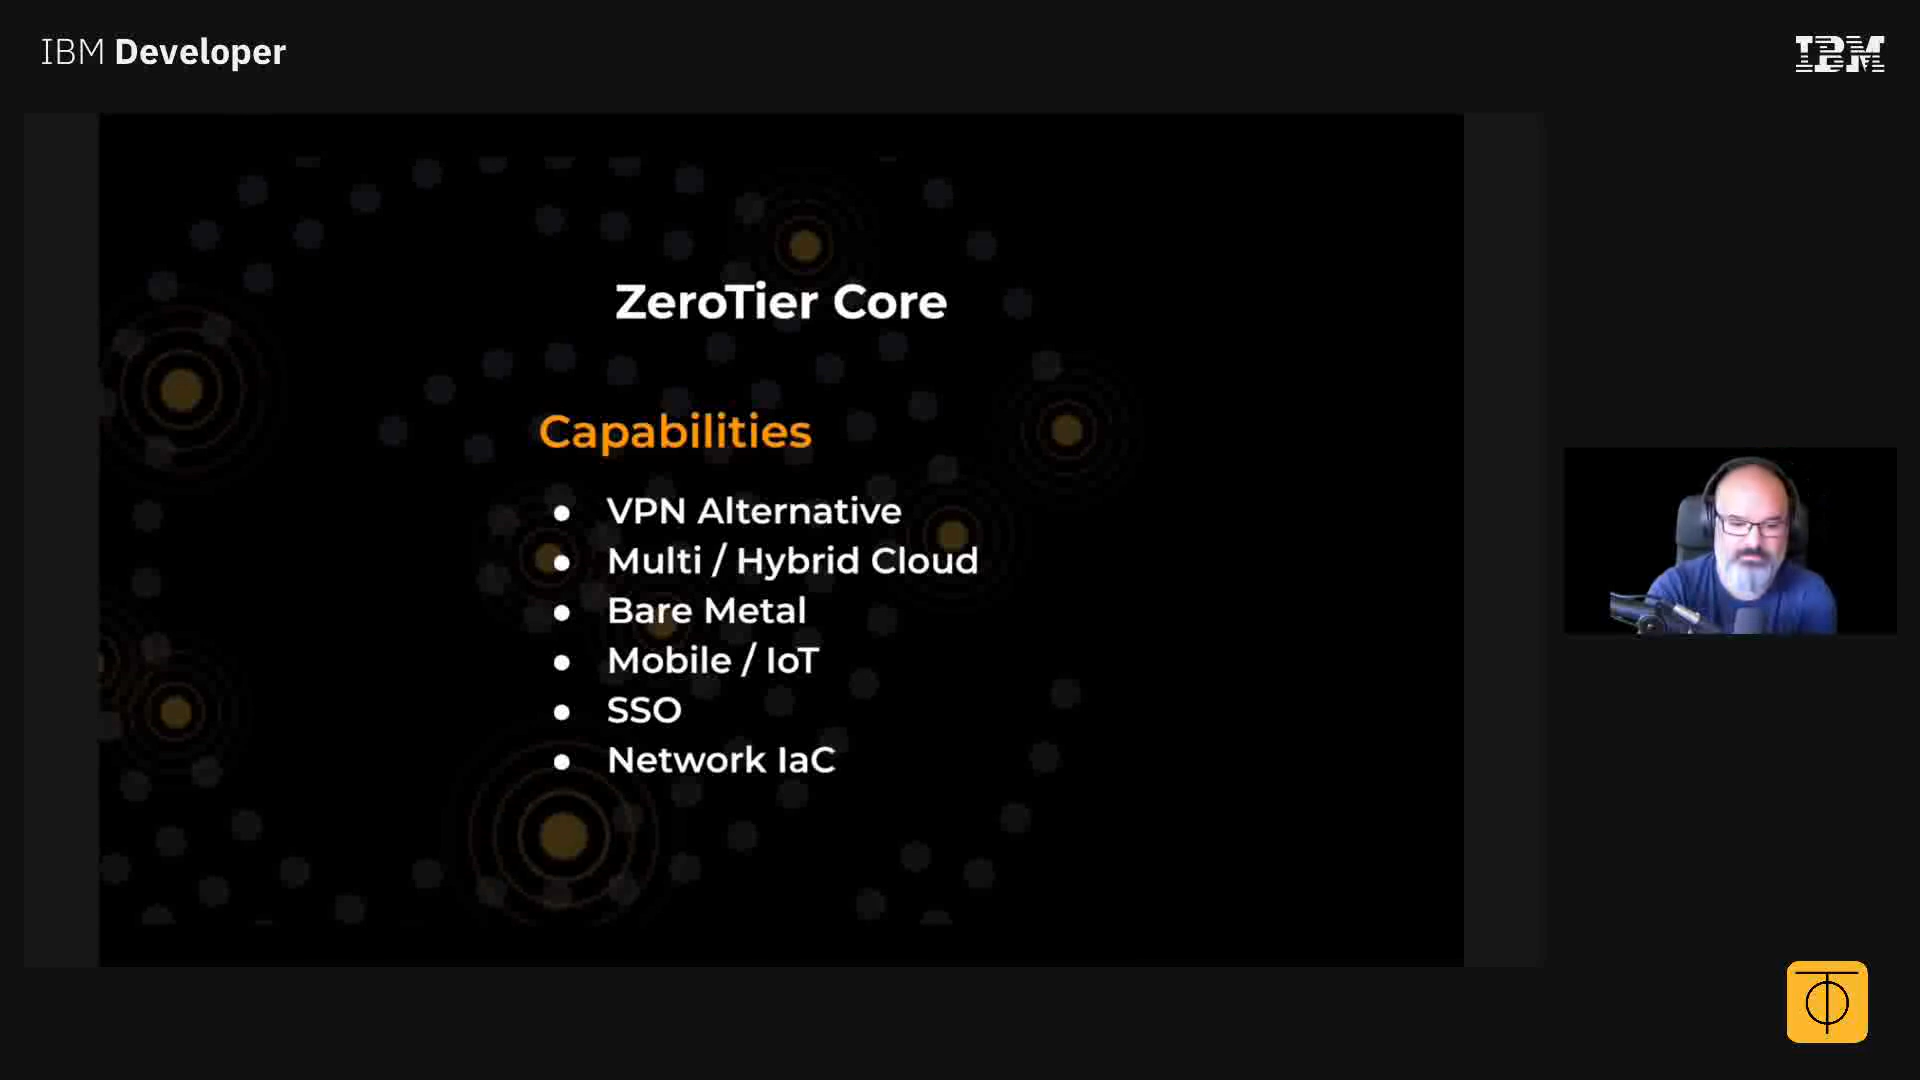 IBM Developer
IBM
ZeroTier Core
Capabilities
● VPN Alternative
● Multi / Hybrid Cloud
● Bare Metal
● Mobile / IoT
● SSO
● Network IaC